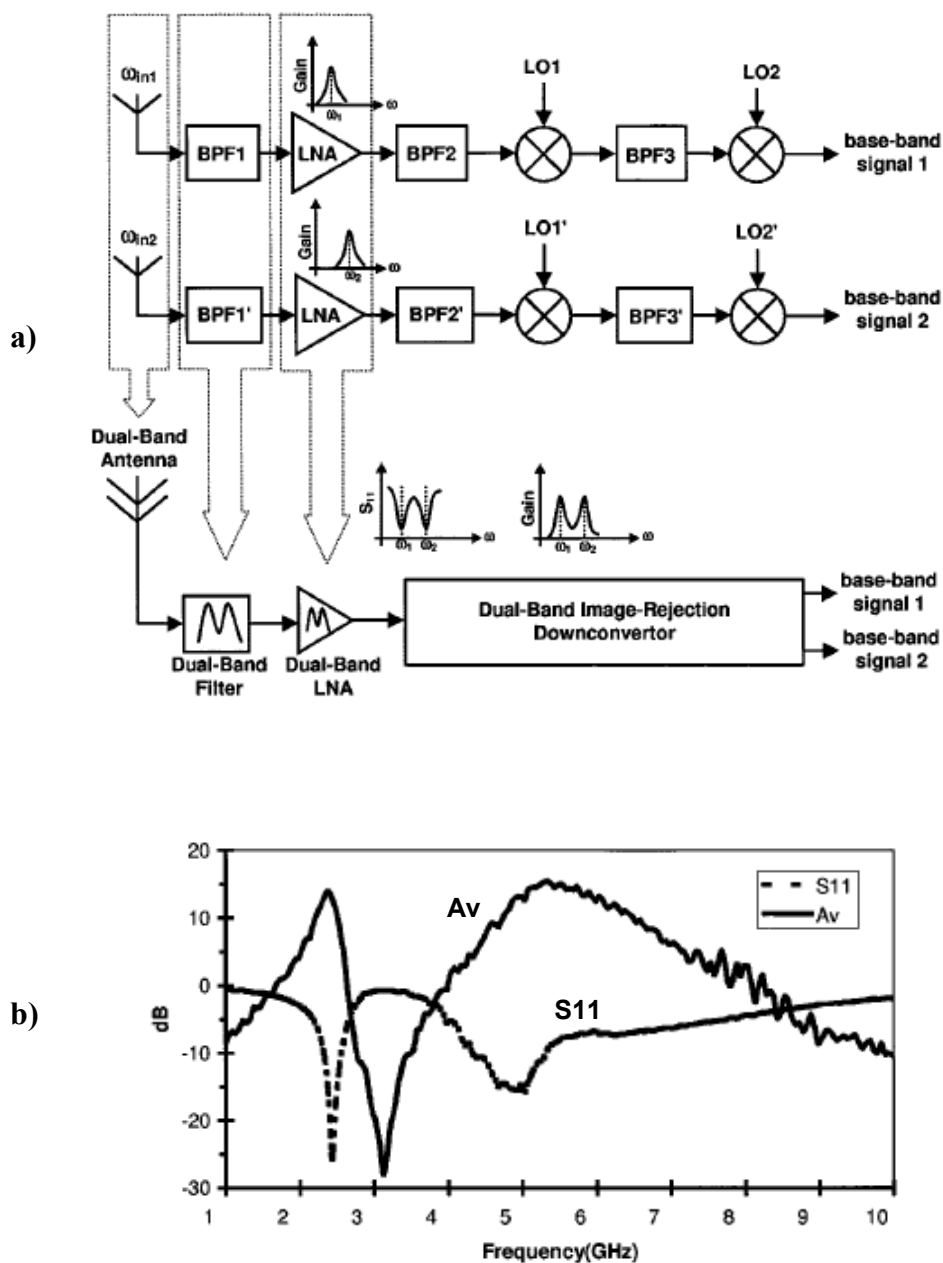 ωin1
Gain
ω1
ω
LO1
LO2
BPF1
LNA
BPF2
BPF3
base-band
signal 1
ωin2
Gain
ω2
ω
LO1'
LO2'
BPF1'
LNA
BPF2'
BPF3'
base-band
signal 2
a)
Dual-Band
Antenna
S11
ω1
ω2
ω
Gain
ω1
ω2
ω
Dual-Band Image-Rejection
Downconvertor
base-band
signal 1
base-band
signal 2
Dual-Band
Filter
Dual-Band
LNA
b)
dB
20
10
0
-10
-20
-30
Av
S11
S11
Av
1 2 3 4 5 6 7 8 9 10
Frequency(GHz)